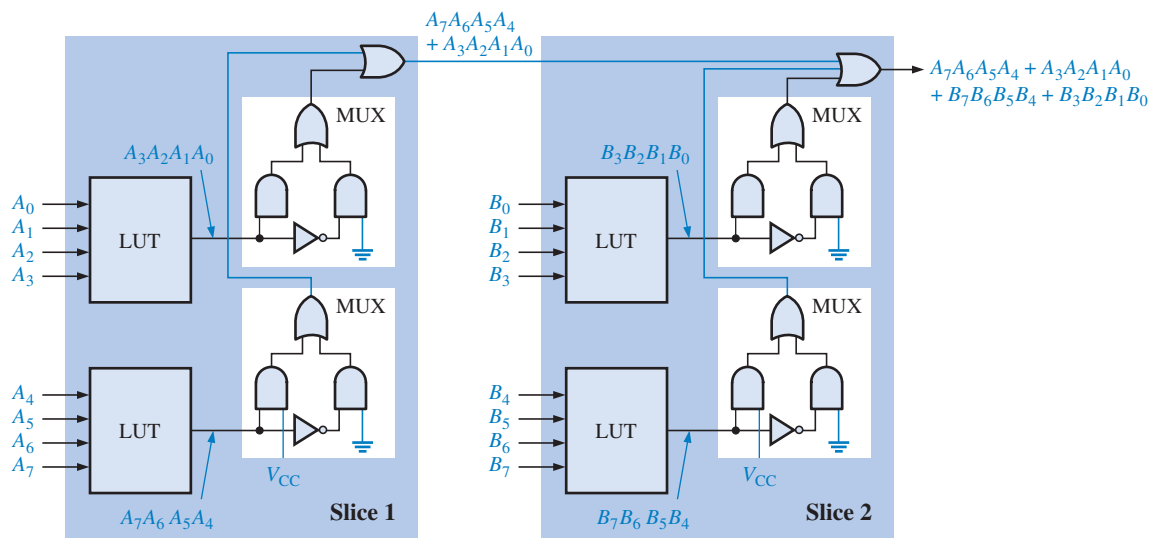 A₇A₆A₅A₄
+ A₃A₂A₁A₀
A₇A₆A₅A₄ + A₃A₂A₁A₀
+ B₇B₆B₅B₄ + B₃B₂B₁B₀
MUX
MUX
A₃A₂A₁A₀
B₃B₂B₁B₀
A₀
A₁
A₂
A₃
LUT
B₀
B₁
B₂
B₃
LUT
MUX
MUX
A₄
A₅
A₆
A₇
LUT
B₄
B₅
B₆
B₇
LUT
V_CC
V_CC
A₇A₆ A₅A₄
Slice 1
B₇B₆ B₅B₄
Slice 2